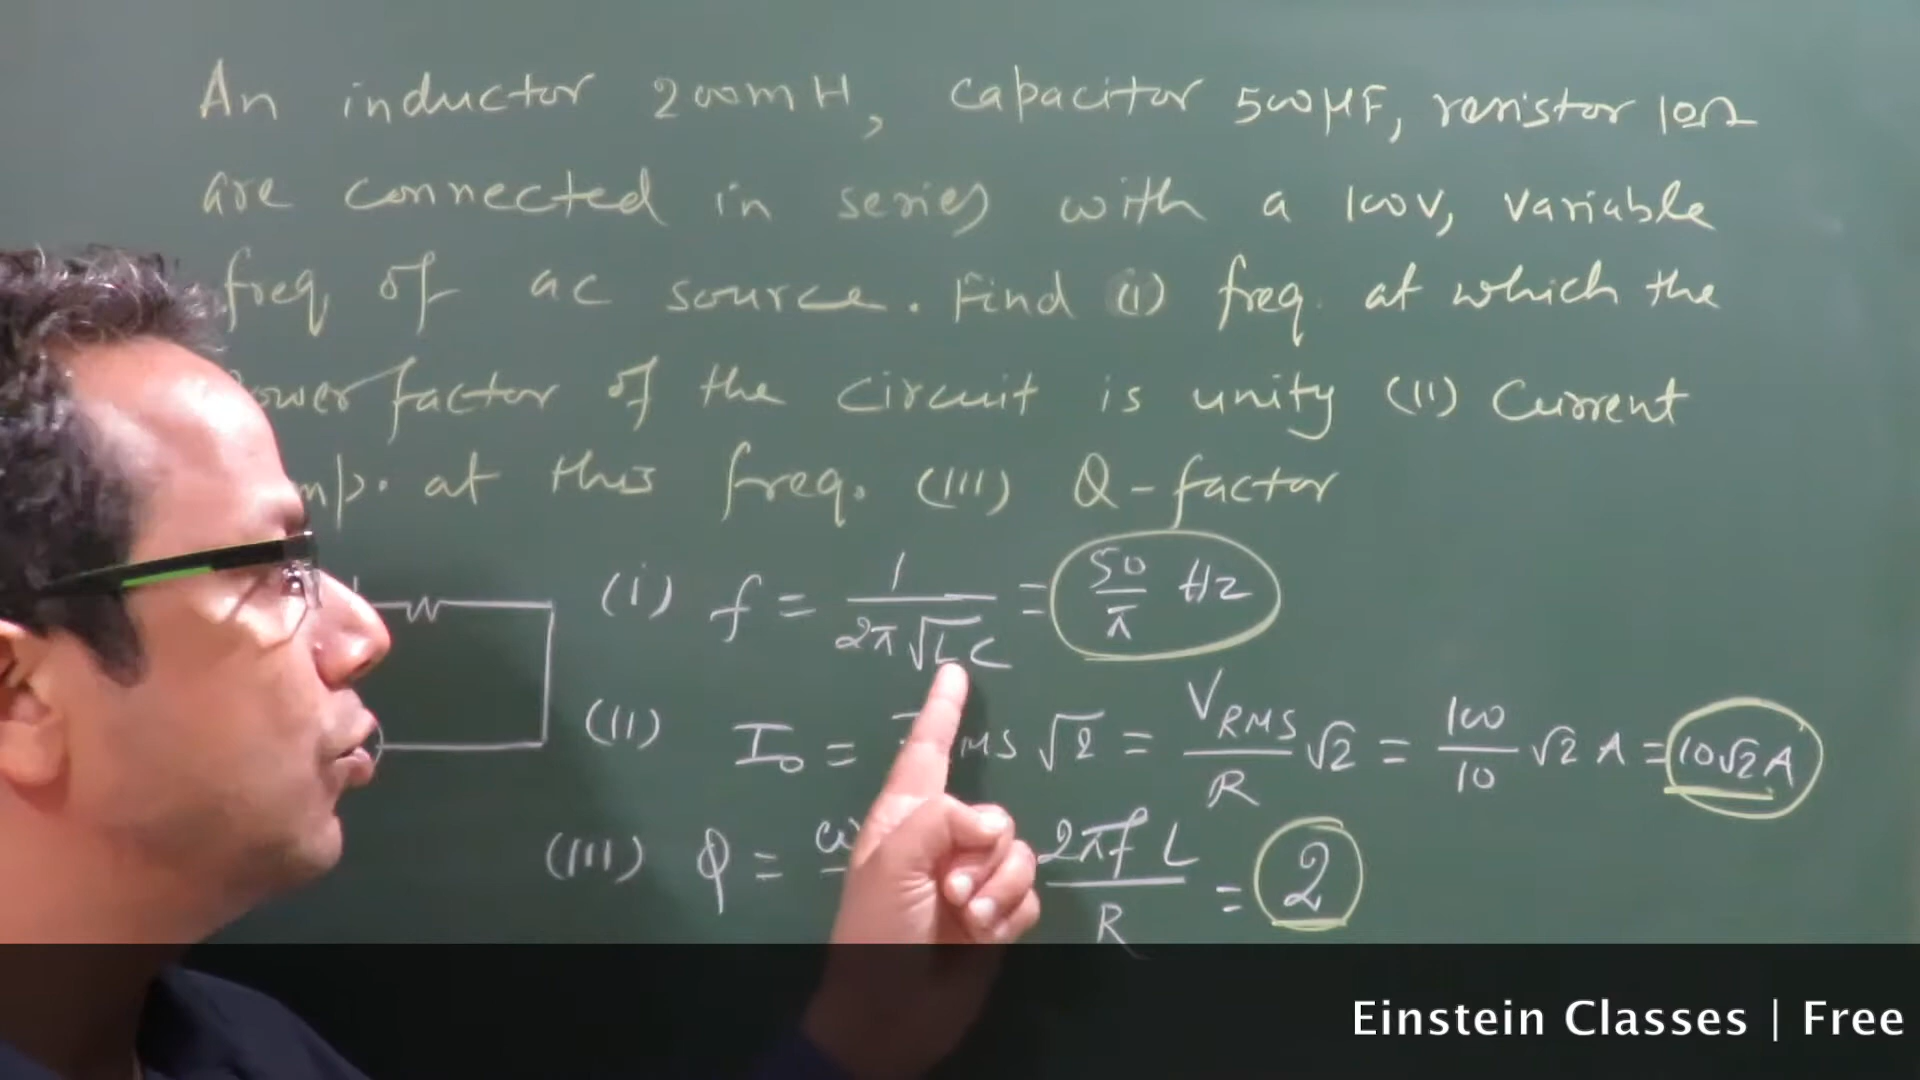 An inductor 200mH, capacitor 500μF, resistor 10Ω
are connected in series with a 100V, variable
freq of ac source. Find (i) freq. at which the
factor of the circuit is unity (II) Current
at this freq. (III) Q-factor
(i) f = 1/2π√LC = 50/π Hz
(II) I₀ = √2 = V_RMS/R √2 = 100/10 √2 A = 10√2 A
(III) Q = 2πf L/R = 2
Einstein Classes | Free